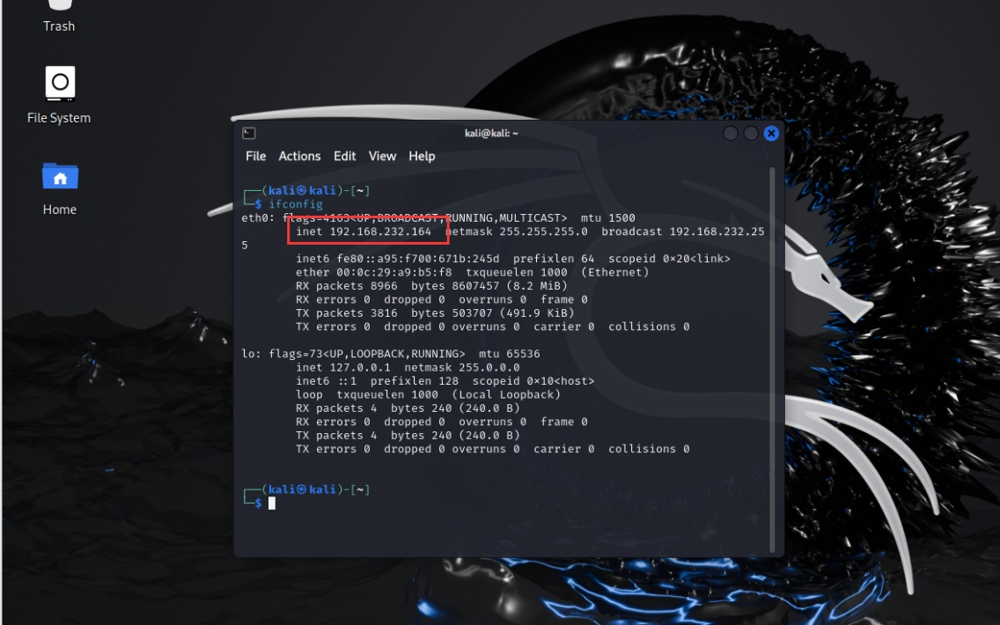 Trash
File System
Home
kali@kali: ~
File Actions Edit View Help
┌──(kali㉿kali)-[~]
└─$ ifconfig
eth0: flags=4163<UP,BROADCAST,RUNNING,MULTICAST>  mtu 1500
        inet 192.168.232.164  netmask 255.255.255.0  broadcast 192.168.232.25
5
        inet6 fe80::a95:f700:671b:245d  prefixlen 64  scopeid 0×20<link>
        ether 00:0c:29:a9:b5:f8  txqueuelen 1000  (Ethernet)
        RX packets 8966  bytes 8607457 (8.2 MiB)
        RX errors 0  dropped 0  overruns 0  frame 0
        TX packets 3816  bytes 503707 (491.9 KiB)
        TX errors 0  dropped 0 overruns 0  carrier 0  collisions 0
lo: flags=73<UP,LOOPBACK,RUNNING>  mtu 65536
        inet 127.0.0.1  netmask 255.0.0.0
        inet6 ::1  prefixlen 128  scopeid 0×10<host>
        loop  txqueuelen 1000  (Local Loopback)
        RX packets 4  bytes 240 (240.0 B)
        RX errors 0  dropped 0  overruns 0  frame 0
        TX packets 4  bytes 240 (240.0 B)
        TX errors 0  dropped 0 overruns 0  carrier 0  collisions 0
┌──(kali㉿kali)-[~]
└─$